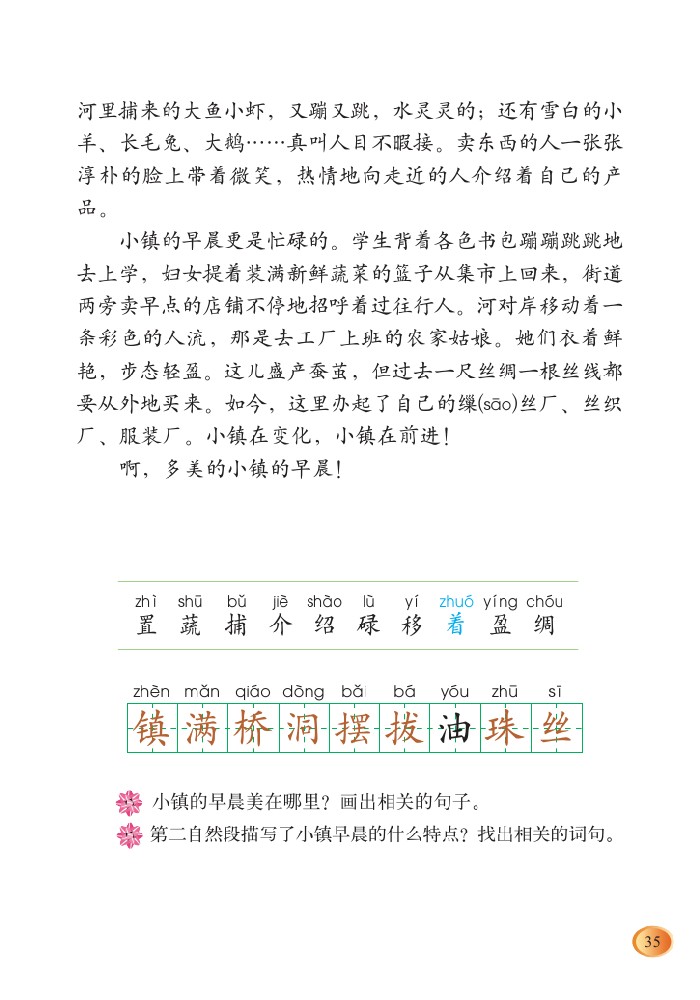 河里捕来的大鱼小虾，又蹦又跳，水灵灵的；还有雪白的小
羊、长毛兔、大鹅……真叫人目不暇接。卖东西的人一张张
淳朴的脸上带着微笑，热情地向走近的人介绍着自己的产
品。
小镇的早晨更是忙碌的。学生背着各色书包蹦蹦跳跳地
去上学，妇女提着装满新鲜蔬菜的篮子从集市上回来，街道
两旁卖早点的店铺不停地招呼着过往行人。河对岸移动着一
条彩色的人流，那是去工厂上班的农家姑娘。她们衣着鲜
艳，步态轻盈。这儿盛产蚕茧，但过去一尺丝绸一根丝线都
要从外地买来。如今，这里办起了自己的缫(sāo)丝厂、丝织
厂、服装厂。小镇在变化，小镇在前进！
啊，多美的小镇的早晨！
zhì shū bǔ jiè shào lù yí zhuó yíng chóu
置 蔬 捕 介 绍 碌 移 着 盈 绸
zhèn mǎn qiáo dòng bǎi bá yóu zhū sī
镇 满 桥 洞 摆 拔 油 珠 丝
小镇的早晨美在哪里？画出相关的句子。
第二自然段描写了小镇早晨的什么特点？找出相关的词句。
35